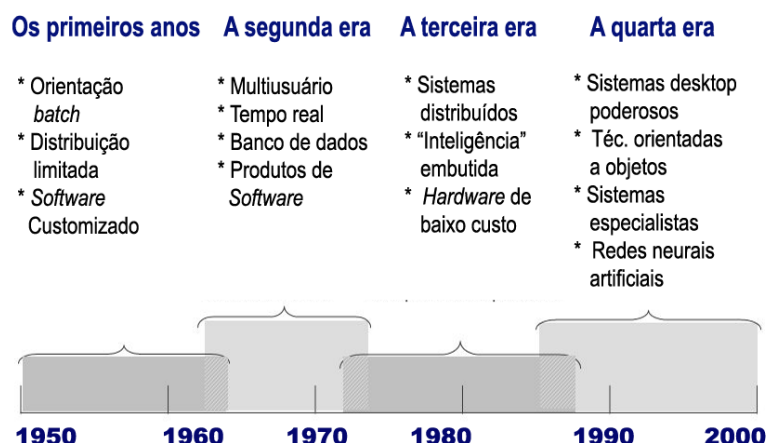 Os primeiros anos
* Orientação
batch
* Distribuição
limitada
* Software
Customizado
A segunda era
* Multiusuário
* Tempo real
* Banco de dados
* Produtos de
Software
A terceira era
* Sistemas
distribuídos
* “Inteligência”
embutida
* Hardware de
baixo custo
A quarta era
* Sistemas desktop
poderosos
* Téc. orientadas
a objetos
* Sistemas
especialistas
* Redes neurais
artificiais
1950 1960 1970 1980 1990 2000